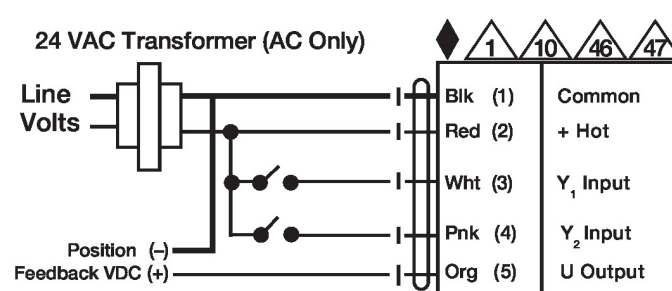 24 VAC Transformer (AC Only)
1 10 46 47
Line
Volts
Blk (1) Common
Red (2) + Hot
Wht (3) Y1 Input
Pnk (4) Y2 Input
Position (–)
Feedback VDC (+)
Org (5) U Output